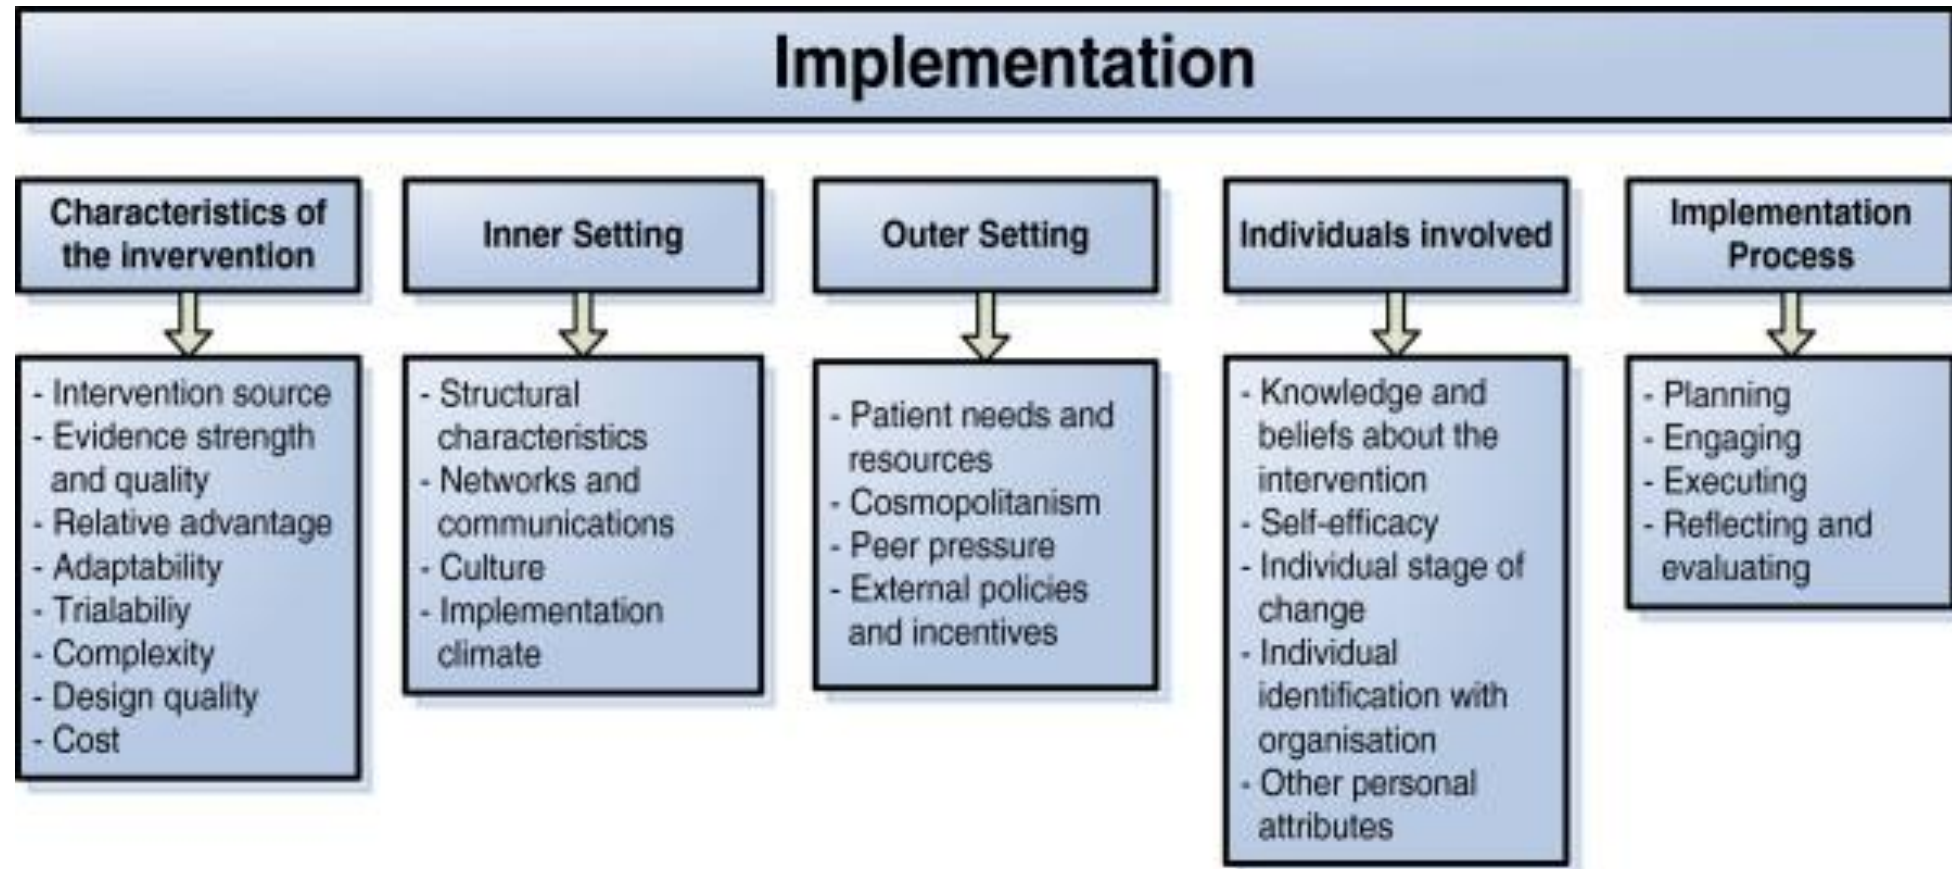 Implementation
Characteristics of
the invervention
- Intervention source
- Evidence strength
and quality
- Relative advantage
- Adaptability
- Trialabiliy
- Complexity
- Design quality
- Cost
Inner Setting
- Structural
characteristics
- Networks and
communications
- Culture
- Implementation
climate
Outer Setting
- Patient needs and
resources
- Cosmopolitanism
- Peer pressure
- External policies
and incentives
Individuals involved
- Knowledge and
beliefs about the
intervention
- Self-efficacy
- Individual stage of
change
- Individual
identification with
organisation
- Other personal
attributes
Implementation
Process
- Planning
- Engaging
- Executing
- Reflecting and
evaluating